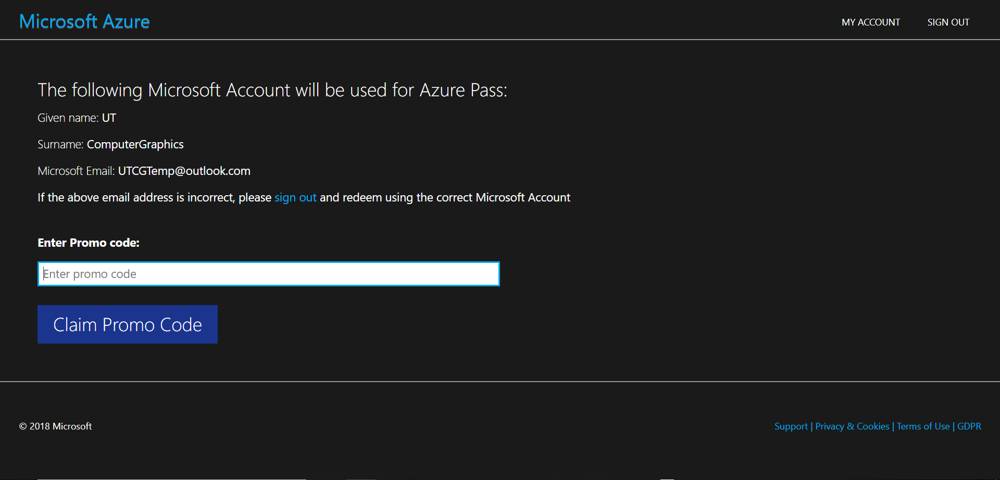 Microsoft Azure
MY ACCOUNT
SIGN OUT
The following Microsoft Account will be used for Azure Pass:
Given name: UT
Surname: ComputerGraphics
Microsoft Email: UTCGTemp@outlook.com
If the above email address is incorrect, please sign out and redeem using the correct Microsoft Account
Enter Promo code:
Enter promo code
Claim Promo Code
© 2018 Microsoft
Support | Privacy & Cookies | Terms of Use | GDPR